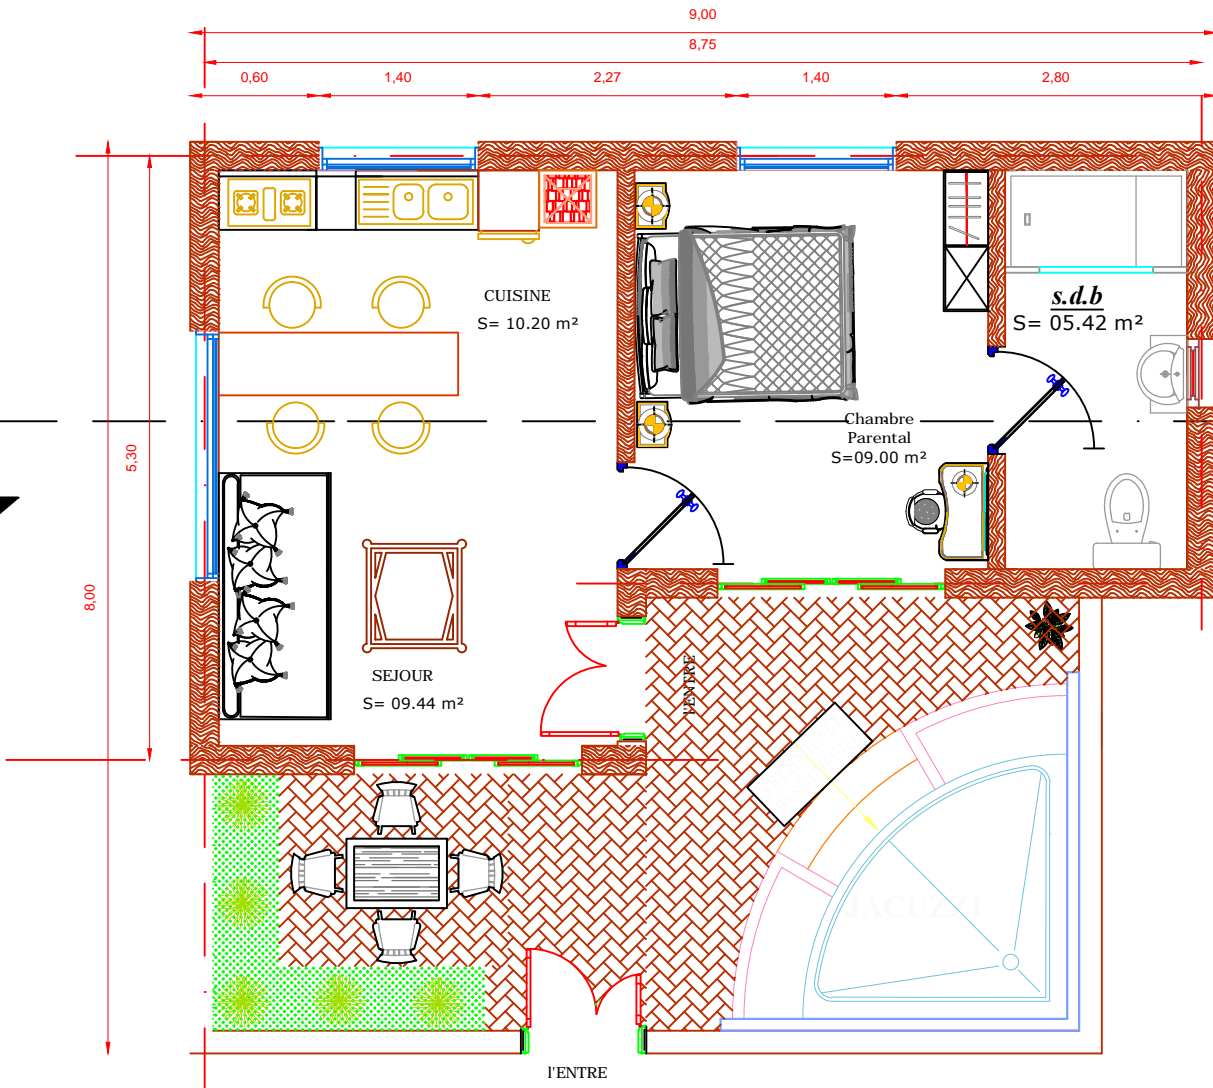 9,00
8,75
0,60 1,40 2,27 1,40 2,80
CUISINE
S= 10.20 m²
s.d.b
S= 05.42 m²
Chambre
Parental
S=09.00 m²
5,30
8,00
SEJOUR
S= 09.44 m²
l'ENTRE
JACUZZI
l'ENTRE